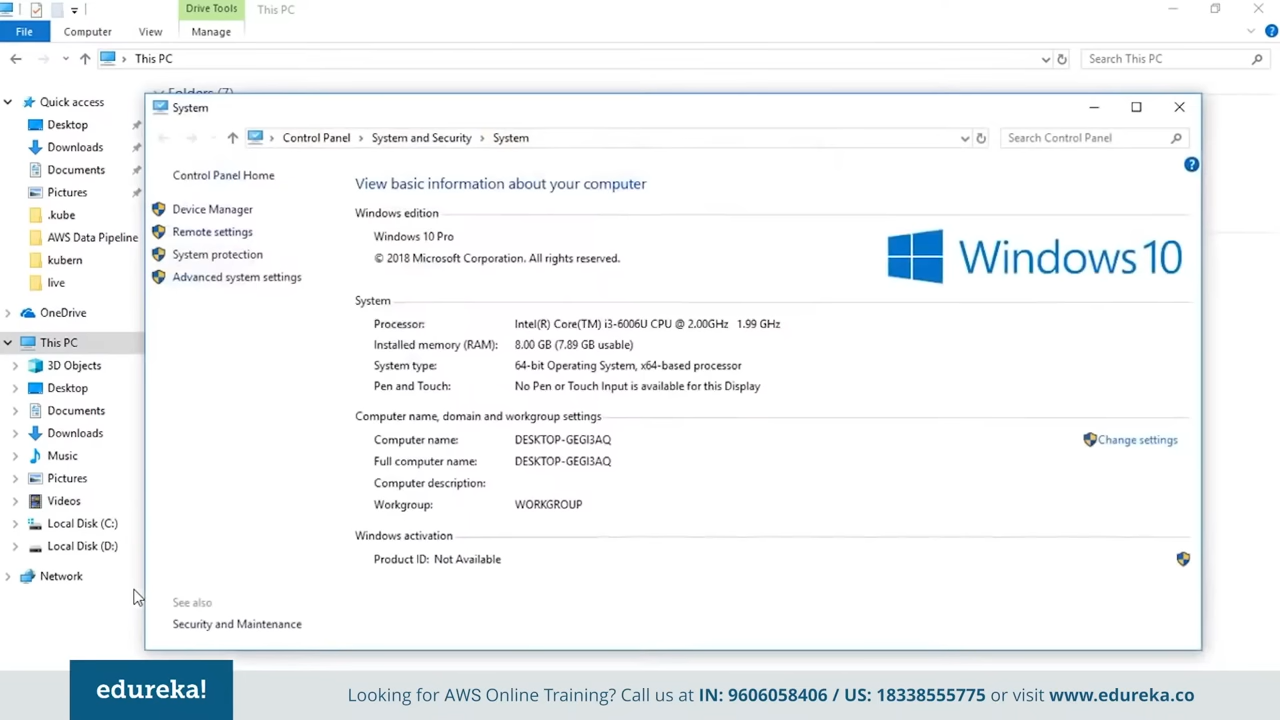 Drive Tools
This PC
File
Computer
View
Manage
This PC
Search This PC
Quick access
Desktop
Downloads
Documents
Pictures
.kube
AWS Data Pipeline
kubern
live
OneDrive
This PC
3D Objects
Desktop
Documents
Downloads
Music
Pictures
Videos
Local Disk (C:)
Local Disk (D:)
Network
Folders (7)
System
Control Panel › System and Security › System
Search Control Panel
Control Panel Home
Device Manager
Remote settings
System protection
Advanced system settings
See also
Security and Maintenance
View basic information about your computer
Windows edition
Windows 10 Pro
© 2018 Microsoft Corporation. All rights reserved.
Windows 10
System
Processor: Intel(R) Core(TM) i3-6006U CPU @ 2.00GHz 1.99 GHz
Installed memory (RAM): 8.00 GB (7.89 GB usable)
System type: 64-bit Operating System, x64-based processor
Pen and Touch: No Pen or Touch Input is available for this Display
Computer name, domain and workgroup settings
Computer name: DESKTOP-GEGI3AQ
Change settings
Full computer name: DESKTOP-GEGI3AQ
Computer description:
Workgroup: WORKGROUP
Windows activation
Product ID: Not Available
edureka!
Looking for AWS Online Training? Call us at IN: 9606058406 / US: 18338555775 or visit www.edureka.co